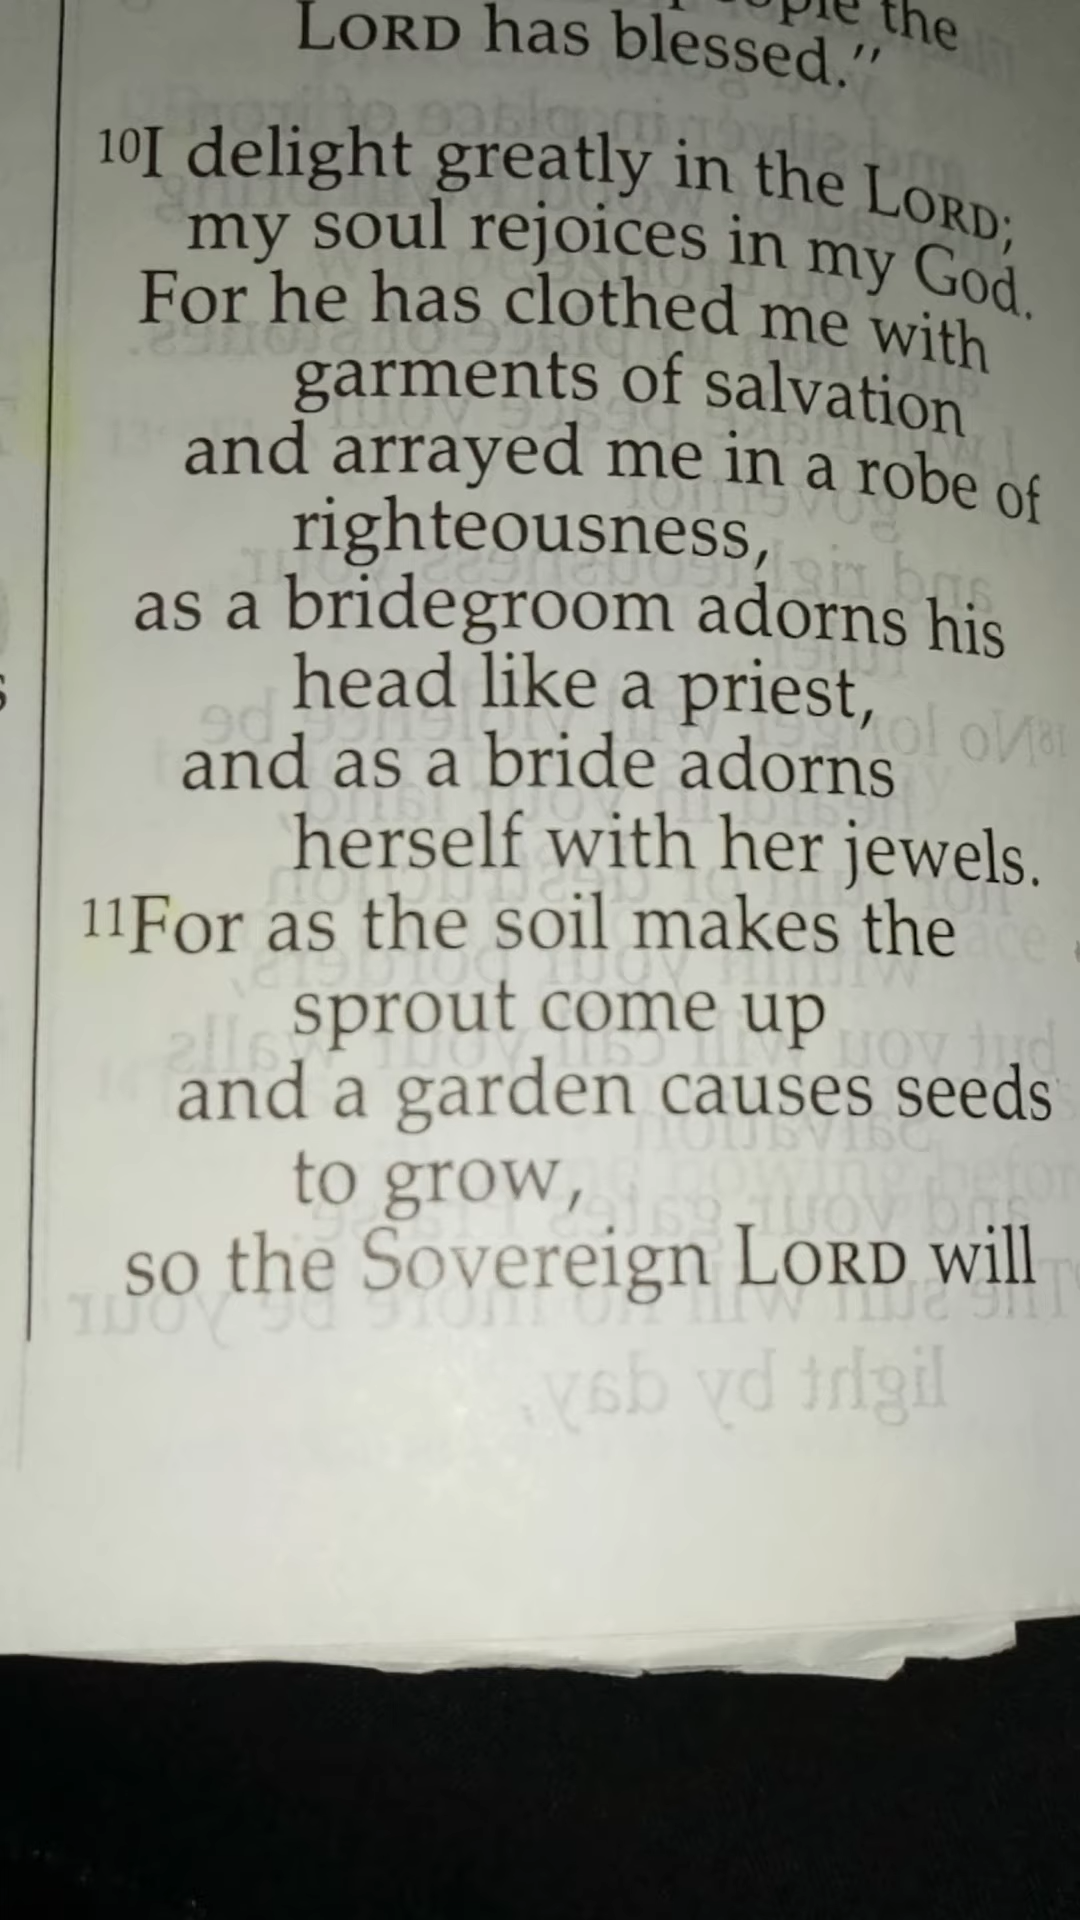 the
LORD has blessed.”
10I delight greatly in the LORD;
my soul rejoices in my God.
For he has clothed me with
garments of salvation
and arrayed me in a robe of
righteousness,
as a bridegroom adorns his
head like a priest,
and as a bride adorns
herself with her jewels.
11For as the soil makes the
sprout come up
and a garden causes seeds
to grow,
so the Sovereign LORD will